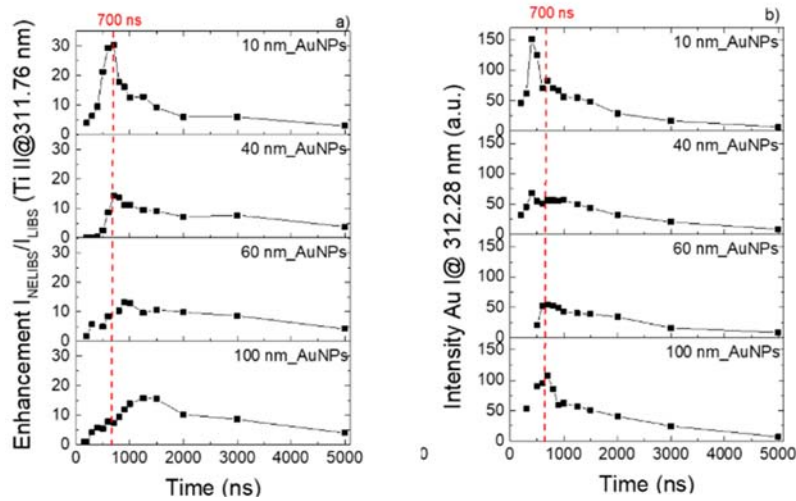 700 ns
a)
Enhancement I_NELIBS/I_LIBS (Ti II@311.76 nm)
30
20
10
0
10 nm_AuNPs
30
20
10
0
40 nm_AuNPs
30
20
10
0
60 nm_AuNPs
30
20
10
0
100 nm_AuNPs
0 1000 2000 3000 4000 5000
Time (ns)
700 ns
b)
Intensity Au I@ 312.28 nm (a.u.)
150
100
50
0
10 nm_AuNPs
150
100
50
0
40 nm_AuNPs
150
100
50
0
60 nm_AuNPs
150
100
50
0
100 nm_AuNPs
0
0 1000 2000 3000 4000 5000
Time (ns)